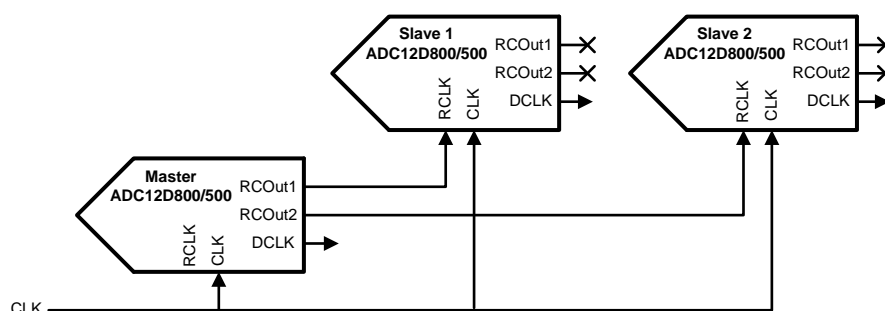 Slave 1
ADC12D800/500
RCOut1
RCOut2
DCLK
RCLK
CLK
Slave 2
ADC12D800/500
RCOut1
RCOut2
DCLK
RCLK
CLK
Master
ADC12D800/500
RCOut1
RCOut2
DCLK
RCLK
CLK
CLK